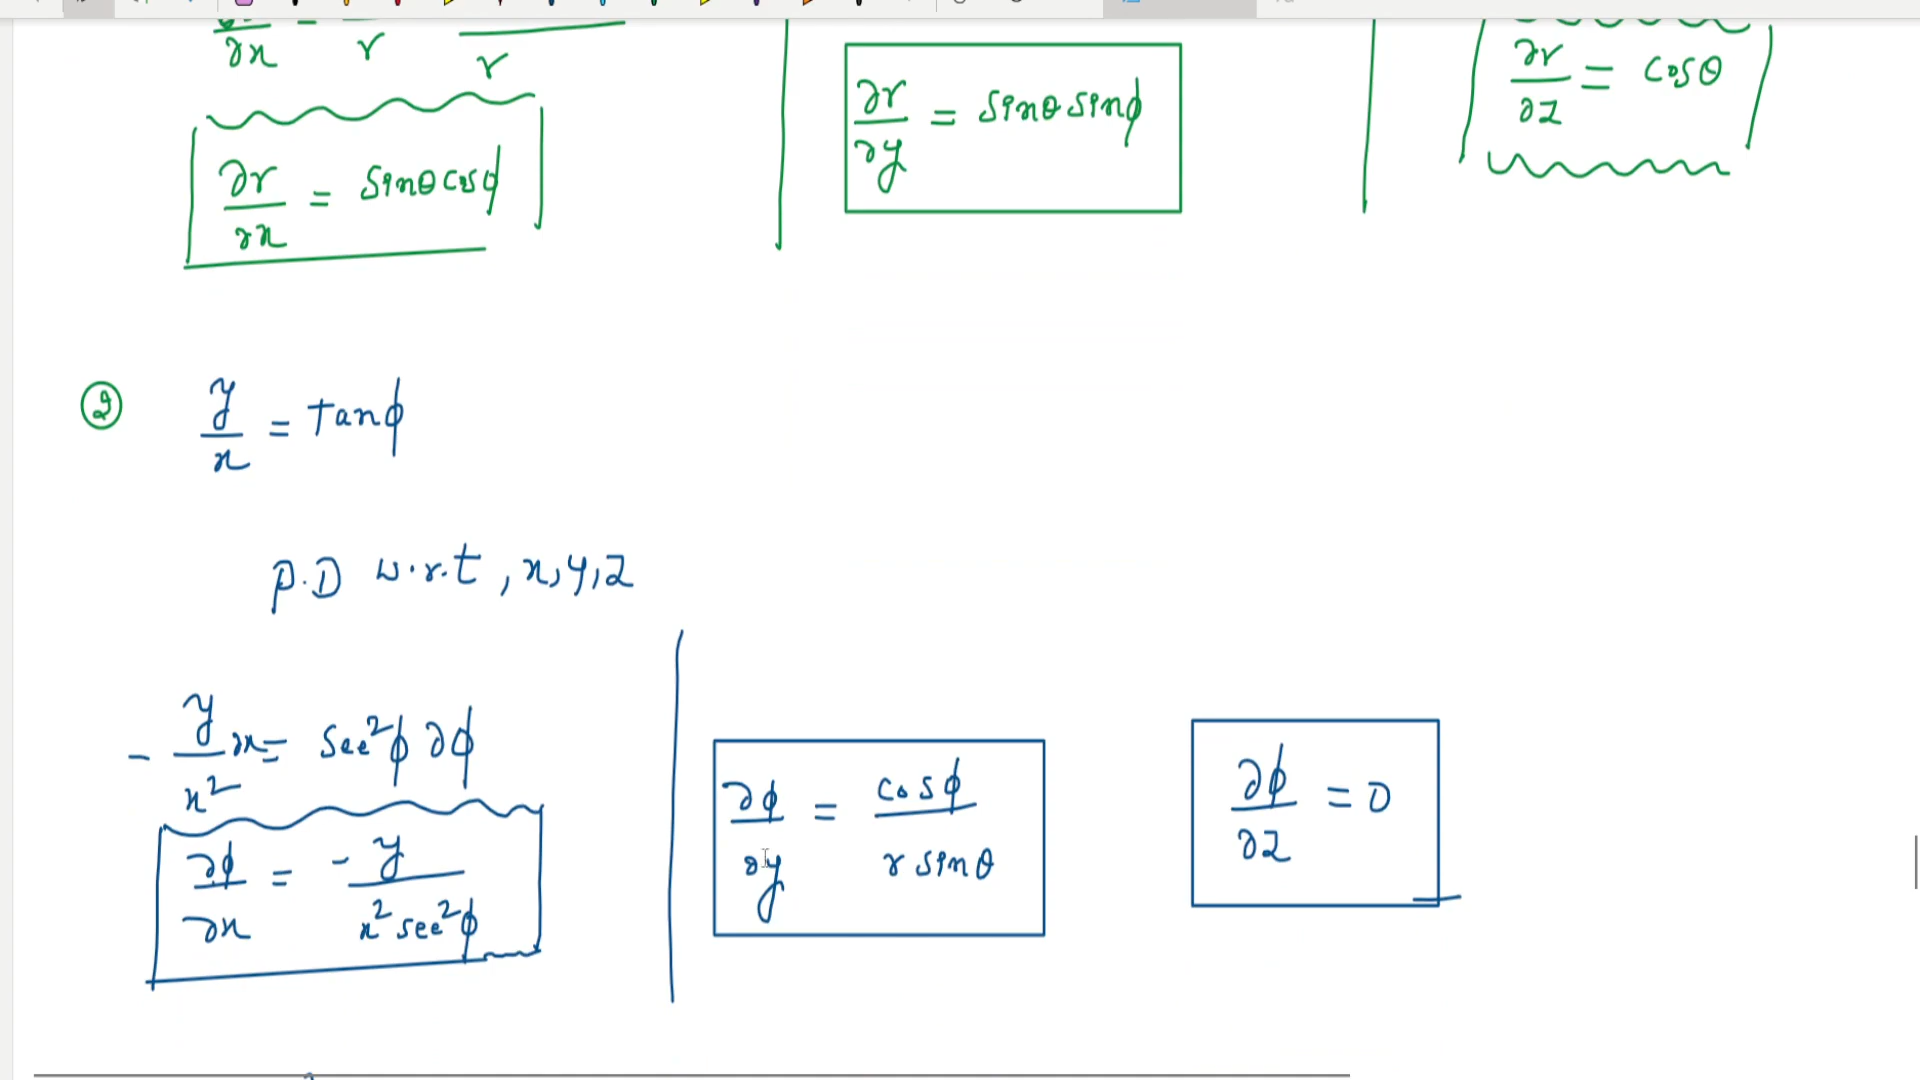 ∂x r r
∂r/∂x = sinθ cosϕ
∂r/∂y = sinθ sinϕ
∂r/∂z = cosθ
② y/x = tanϕ
P.D w.r.t, x, y, z
- y/x² ∂x = sec²ϕ ∂ϕ
∂ϕ/∂x = - y/x² sec²ϕ
∂ϕ/∂y = cosϕ/r sinθ
∂ϕ/∂z = 0